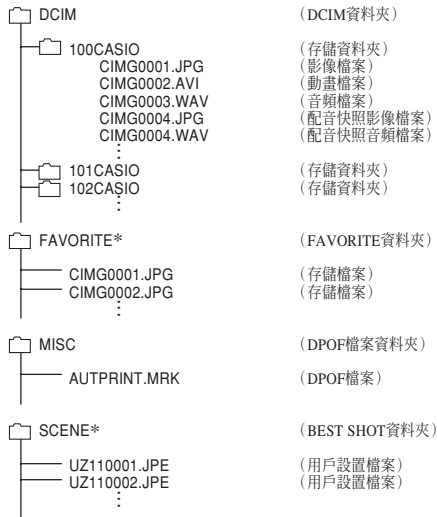 DCIM （DCIM資料夾）
100CASIO （存儲資料夾）
CIMG0001.JPG （影像檔案）
CIMG0002.AVI （動畫檔案）
CIMG0003.WAV （音頻檔案）
CIMG0004.JPG （配音快照影像檔案）
CIMG0004.WAV （配音快照音頻檔案）
101CASIO （存儲資料夾）
102CASIO （存儲資料夾）
FAVORITE* （FAVORITE資料夾）
CIMG0001.JPG （存儲檔案）
CIMG0002.JPG （存儲檔案）
MISC （DPOF檔案資料夾）
AUTPRINT.MRK （DPOF檔案）
SCENE* （BEST SHOT資料夾）
UZ110001.JPE （用戶設置檔案）
UZ110002.JPE （用戶設置檔案）